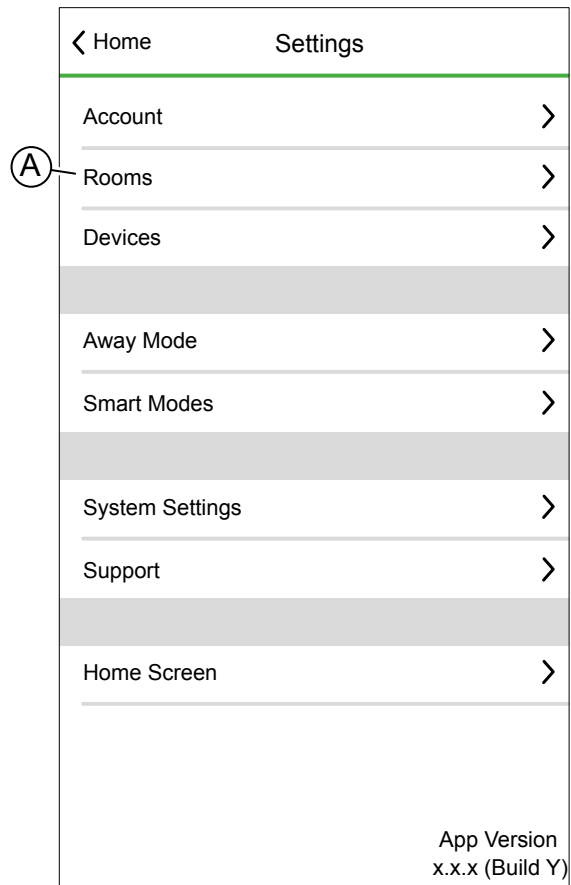 Home Settings
Account
A Rooms
Devices
Away Mode
Smart Modes
System Settings
Support
Home Screen
App Version
x.x.x (Build Y)